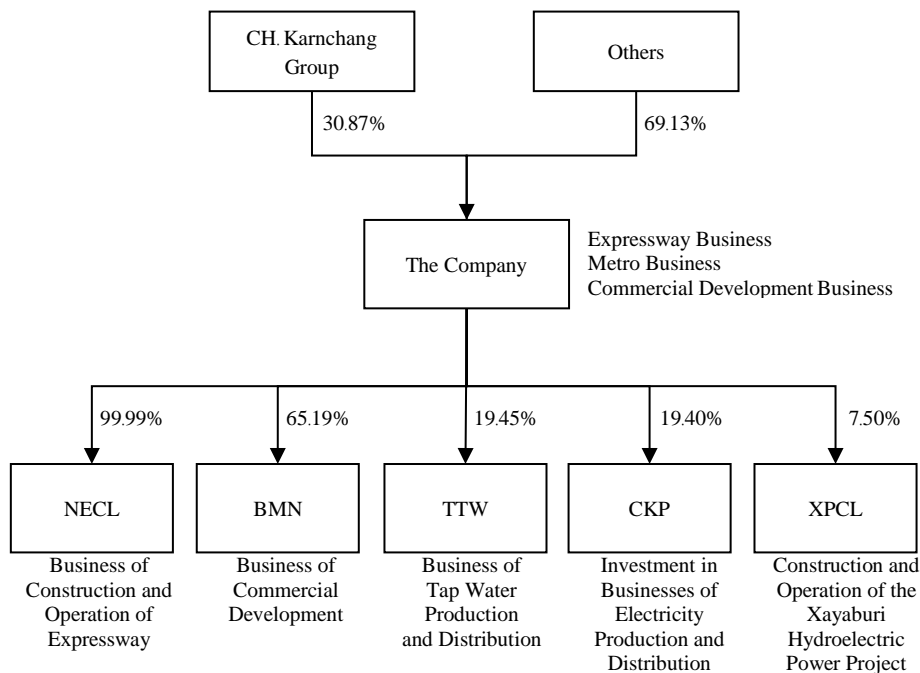 CH. Karnchang
Group
Others
30.87%
69.13%
The Company
Expressway Business
Metro Business
Commercial Development Business
99.99%
65.19%
19.45%
19.40%
7.50%
NECL
BMN
TTW
CKP
XPCL
Business of
Construction and
Operation of
Expressway
Business of
Commercial
Development
Business of
Tap Water
Production
and Distribution
Investment in
Businesses of
Electricity
Production and
Distribution
Construction and
Operation of the
Xayaburi
Hydroelectric
Power Project